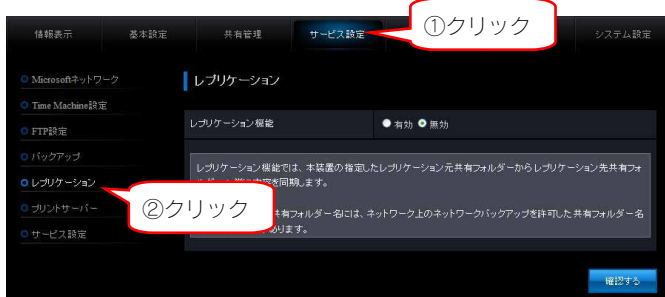 情報表示
基本設定
共有管理
サービス設定
①クリック
システム設定
Microsoftネットワーク
Time Machine設定
FTP設定
バックアップ
レプリケーション
プリントサーバー
サービス設定
②クリック
レプリケーション
レプリケーション機能
有効 無効
レプリケーション機能では、本装置の指定したレプリケーション元共有フォルダーからレプリケーション先共有フォ
を同期します。
共有フォルダー名には、ネットワーク上のネットワークバックアップを許可した共有フォルダー名
あります。
確認する